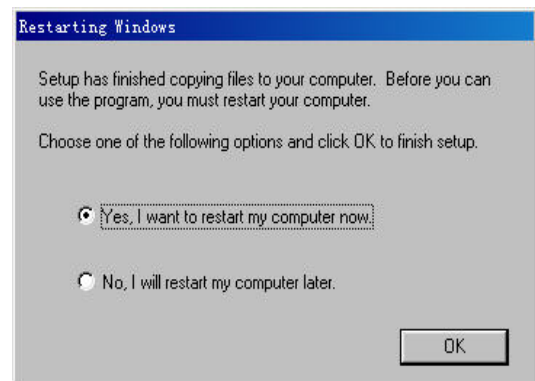 Restarting Windows
Setup has finished copying files to your computer. Before you can
use the program, you must restart your computer.
Choose one of the following options and click OK to finish setup.
Yes, I want to restart my computer now.
No, I will restart my computer later.
OK